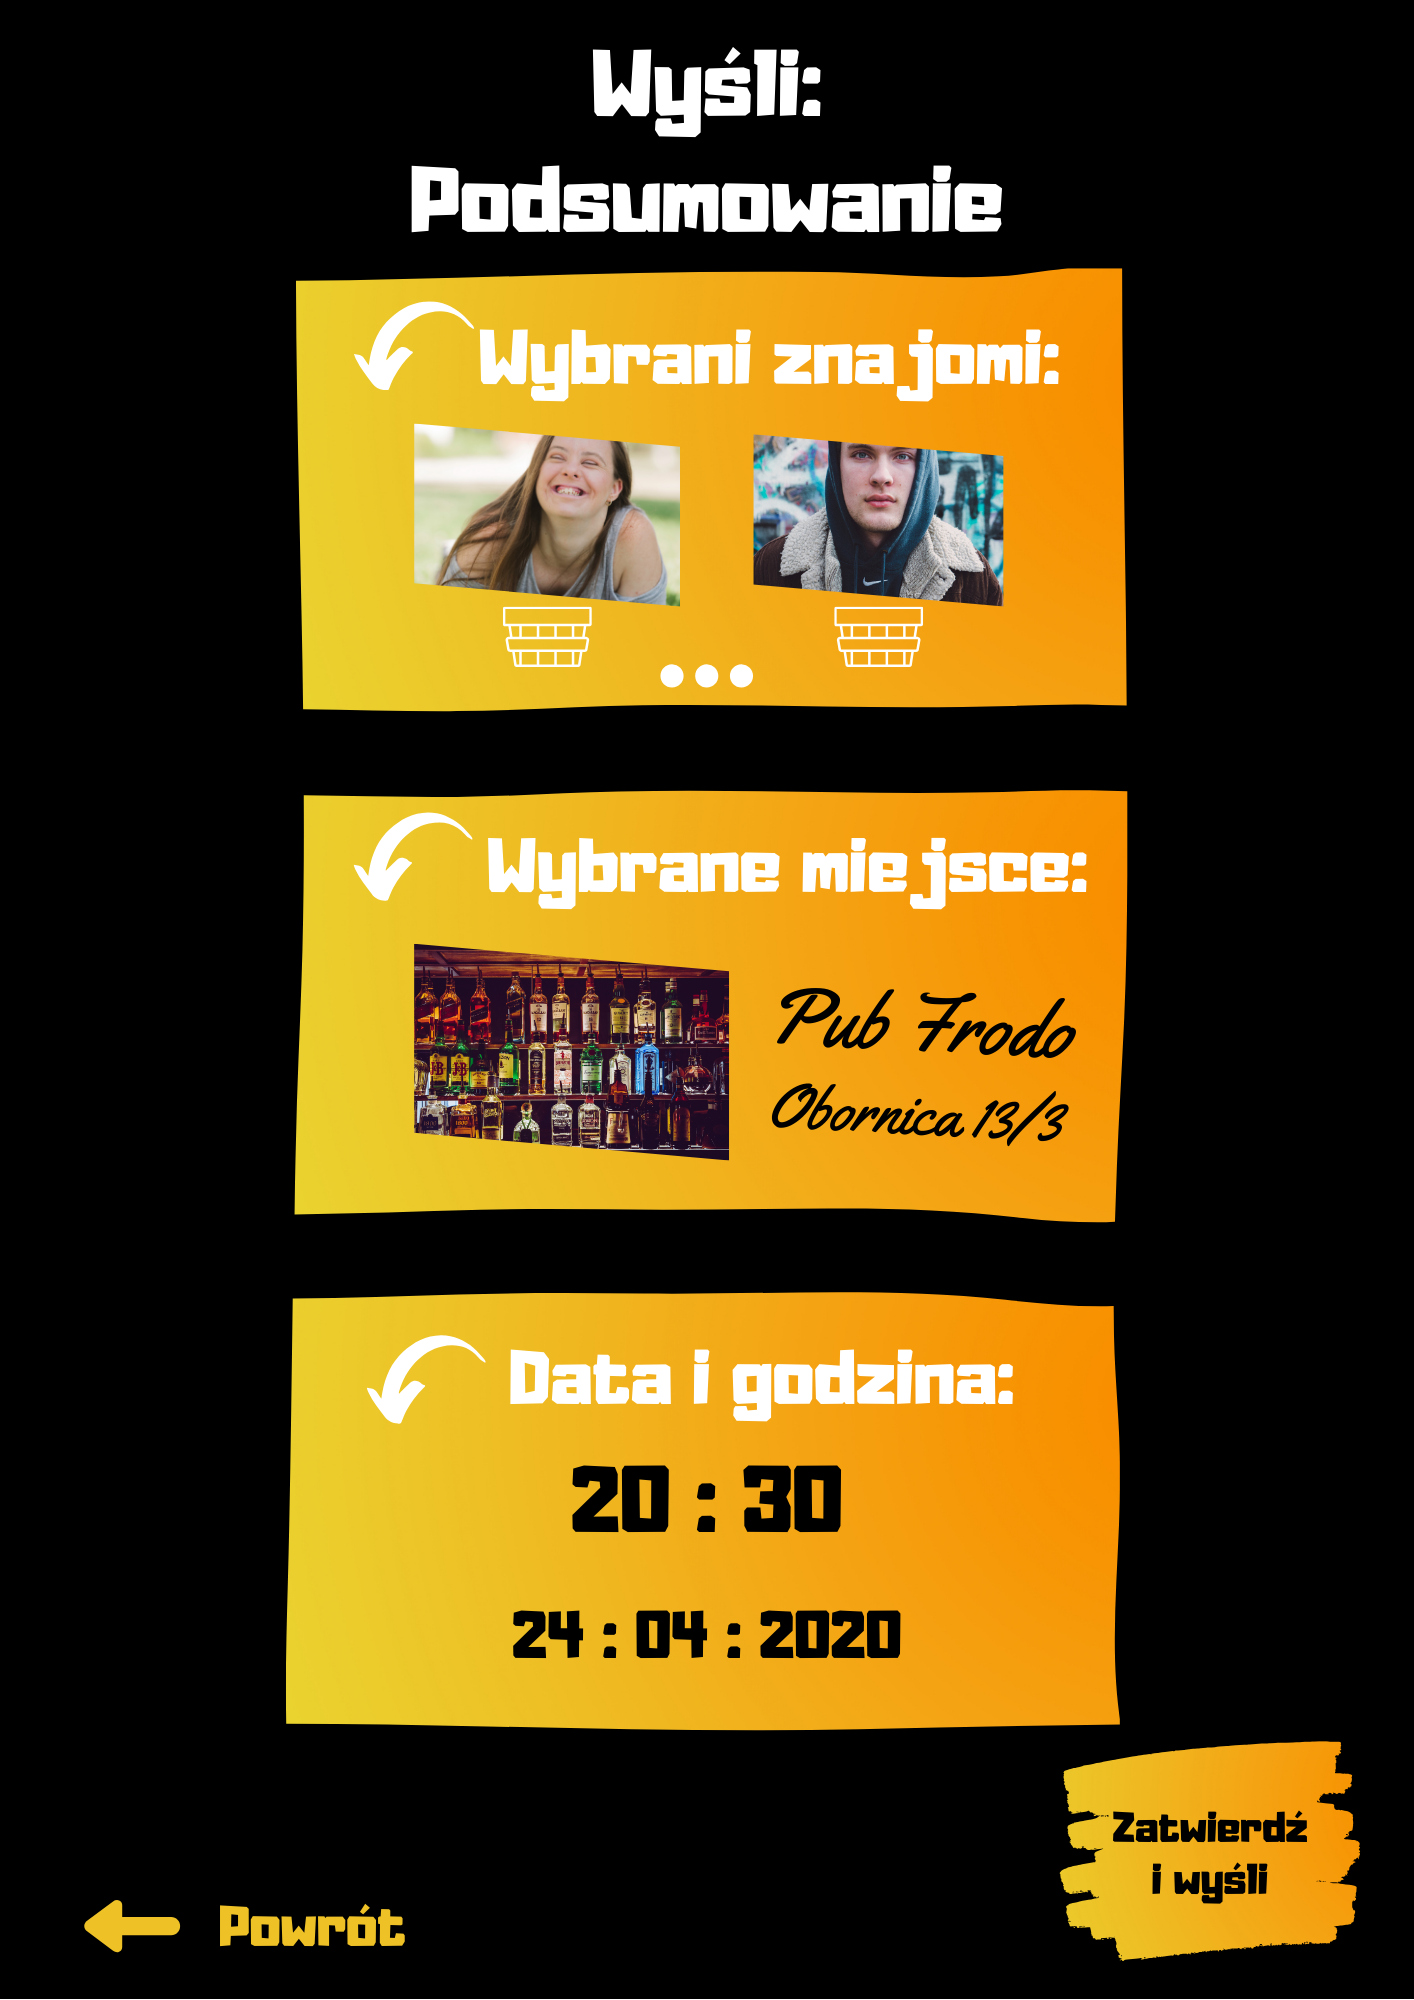 Wyśli:
Podsumowanie
Wybrani znajomi:
Wybrane miejsce:
Pub Frodo
Obornica 13/3
Data i godzina:
20 : 30
24 : 04 : 2020
Zatwierdź
i wyśli
Powrót